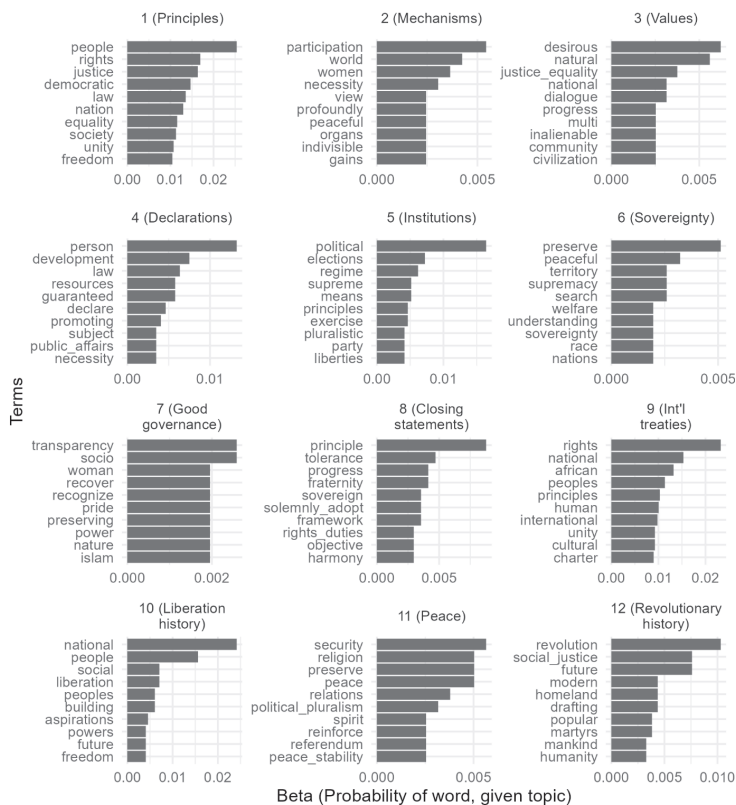 1 (Principles)
people
rights
justice
democratic
law
nation
equality
society
unity
freedom
0.00 0.01 0.02
2 (Mechanisms)
participation
world
women
necessity
view
profoundly
peaceful
organs
indivisible
gains
0.000 0.005
3 (Values)
desirous
natural
justice_equality
national
dialogue
progress
multi
inalienable
community
civilization
0.000 0.005
4 (Declarations)
person
development
law
resources
guaranteed
declare
promoting
subject
public_affairs
necessity
0.00 0.01
5 (Institutions)
political
elections
regime
supreme
means
principles
exercise
pluralistic
party
liberties
0.00 0.01
6 (Sovereignty)
preserve
peaceful
territory
supremacy
search
welfare
understanding
sovereignty
race
nations
0.000 0.005
Terms
7 (Good
governance)
transparency
socio
woman
recover
recognize
pride
preserving
power
nature
islam
0.000 0.002
8 (Closing
statements)
principle
tolerance
progress
fraternity
sovereign
solemnly_adopt
framework
rights_duties
objective
harmony
0.000 0.005
9 (Int'l
treaties)
rights
national
african
peoples
principles
human
international
unity
cultural
charter
0.00 0.01 0.02
10 (Liberation
history)
national
people
social
liberation
peoples
building
aspirations
powers
future
freedom
0.00 0.01 0.02
11 (Peace)
security
religion
preserve
peace
relations
political_pluralism
spirit
reinforce
referendum
peace_stability
0.000 0.005
12 (Revolutionary
history)
revolution
social_justice
future
modern
homeland
drafting
popular
martyrs
mankind
humanity
0.000 0.005 0.010
Beta (Probability of word, given topic)